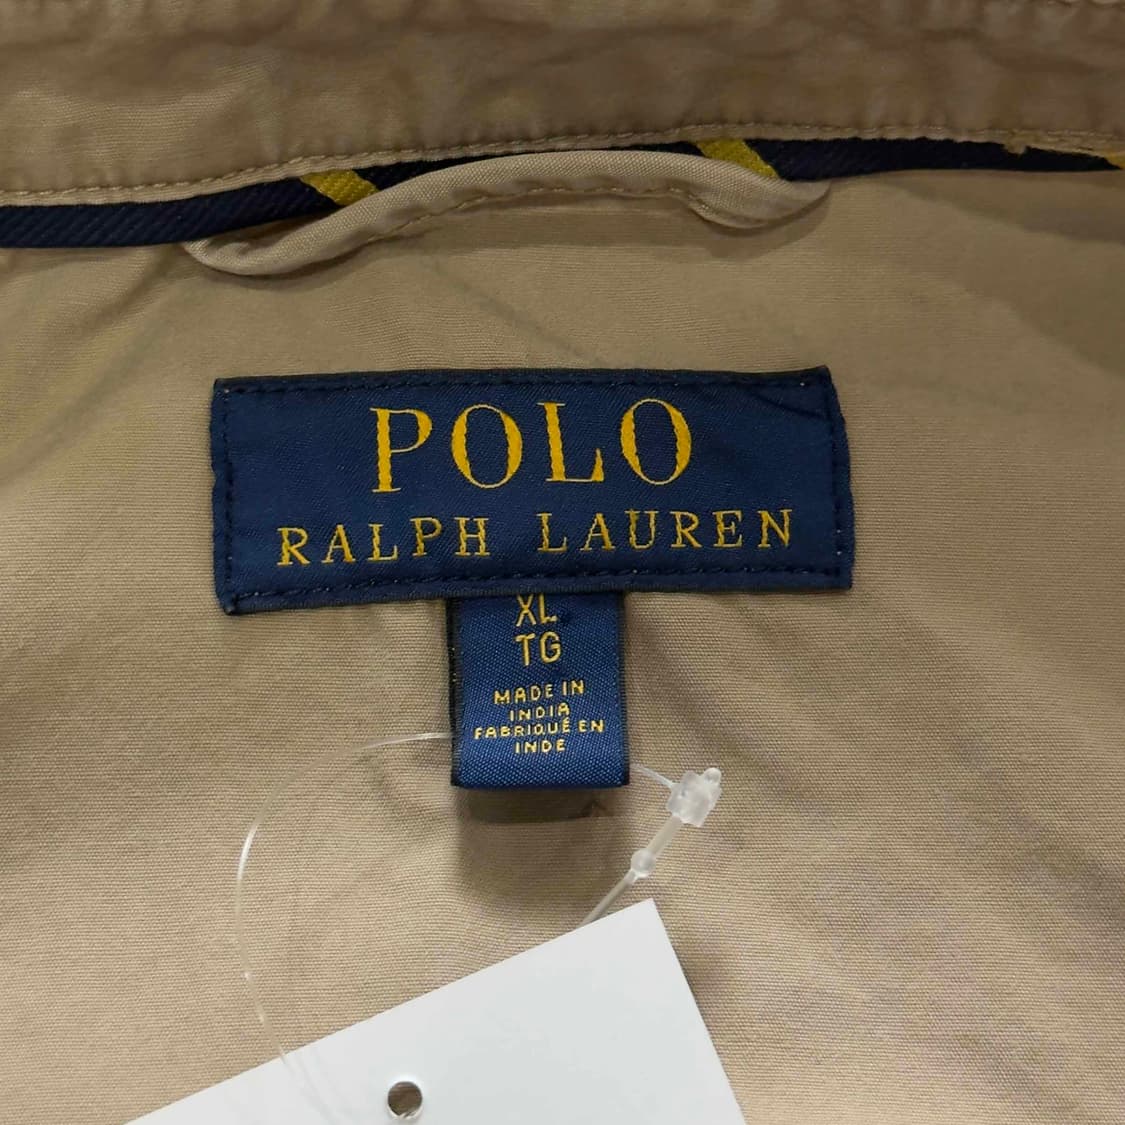 POLO
RALPH LAUREN
XL
TG
MADE IN
INDIA
FABRIQUÉ EN
INDE